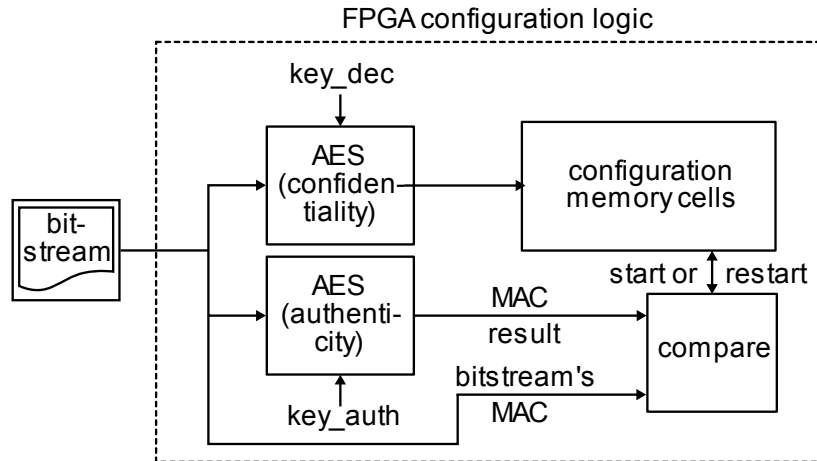 FPGA configuration logic
key_dec
AES
(confiden-
tiality)
configuration
memory cells
bit-
stream
start or restart
AES
(authenti-
city)
MAC
result
compare
bitstream's
MAC
key_auth